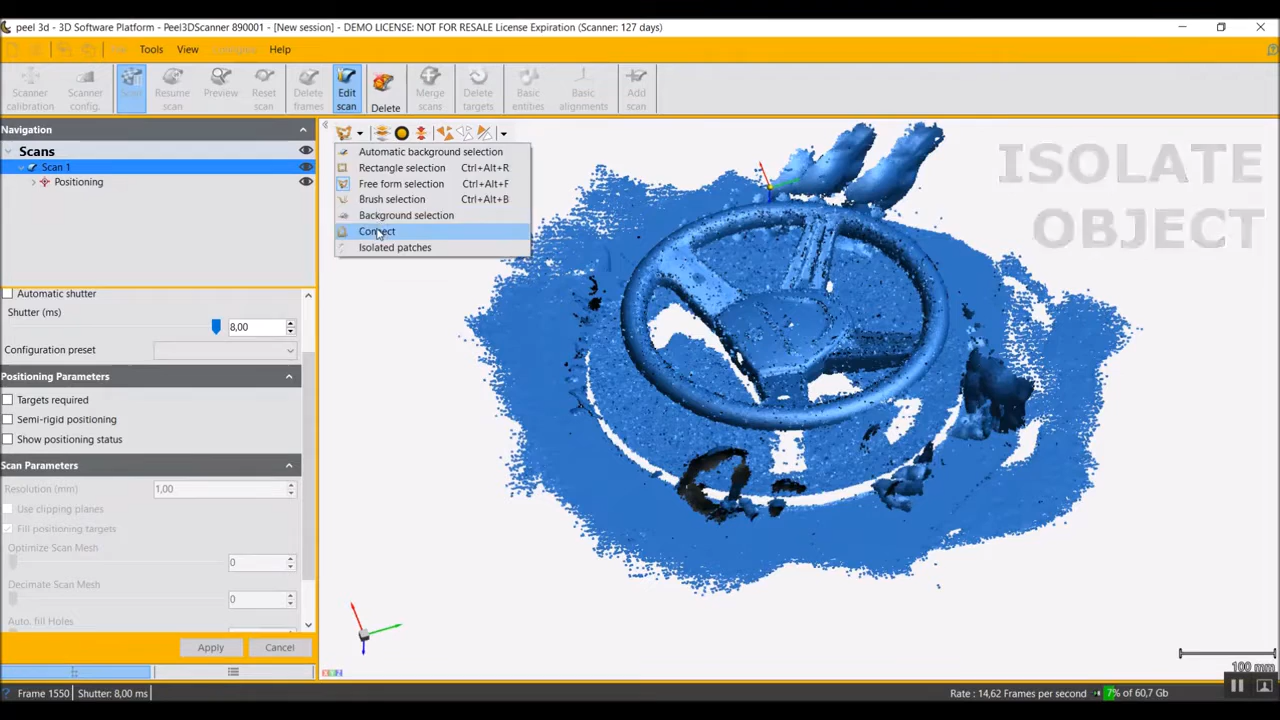 peel 3d - 3D Software Platform - Peel3DScanner 890001 - [New session] - DEMO LICENSE: NOT FOR RESALE License Expiration (Scanner: 127 days)
Tools View Help
Scanner calibration
Scanner config.
Scan
Resume scan
Preview
Reset scan
Delete frames
Edit scan
Delete
Merge scans
Delete targets
Basic entities
Basic alignments
Add scan
Navigation
Scans
Scan 1
Positioning
Automatic background selection
Rectangle selection Ctrl+Alt+R
Free form selection Ctrl+Alt+F
Brush selection Ctrl+Alt+B
Background selection
Connect
Isolated patches
ISOLATE
OBJECT
Automatic shutter
Shutter (ms)
8,00
Configuration preset
Positioning Parameters
Targets required
Semi-rigid positioning
Show positioning status
Scan Parameters
Resolution (mm) 1,00
Use clipping planes
Fill positioning targets
Optimize Scan Mesh
0
Decimate Scan Mesh
0
Auto. fill Holes
Apply Cancel
100 mm
Frame 1550 Shutter: 8,00 ms
Rate : 14,62 Frames per second 7% of 60,7 Gb